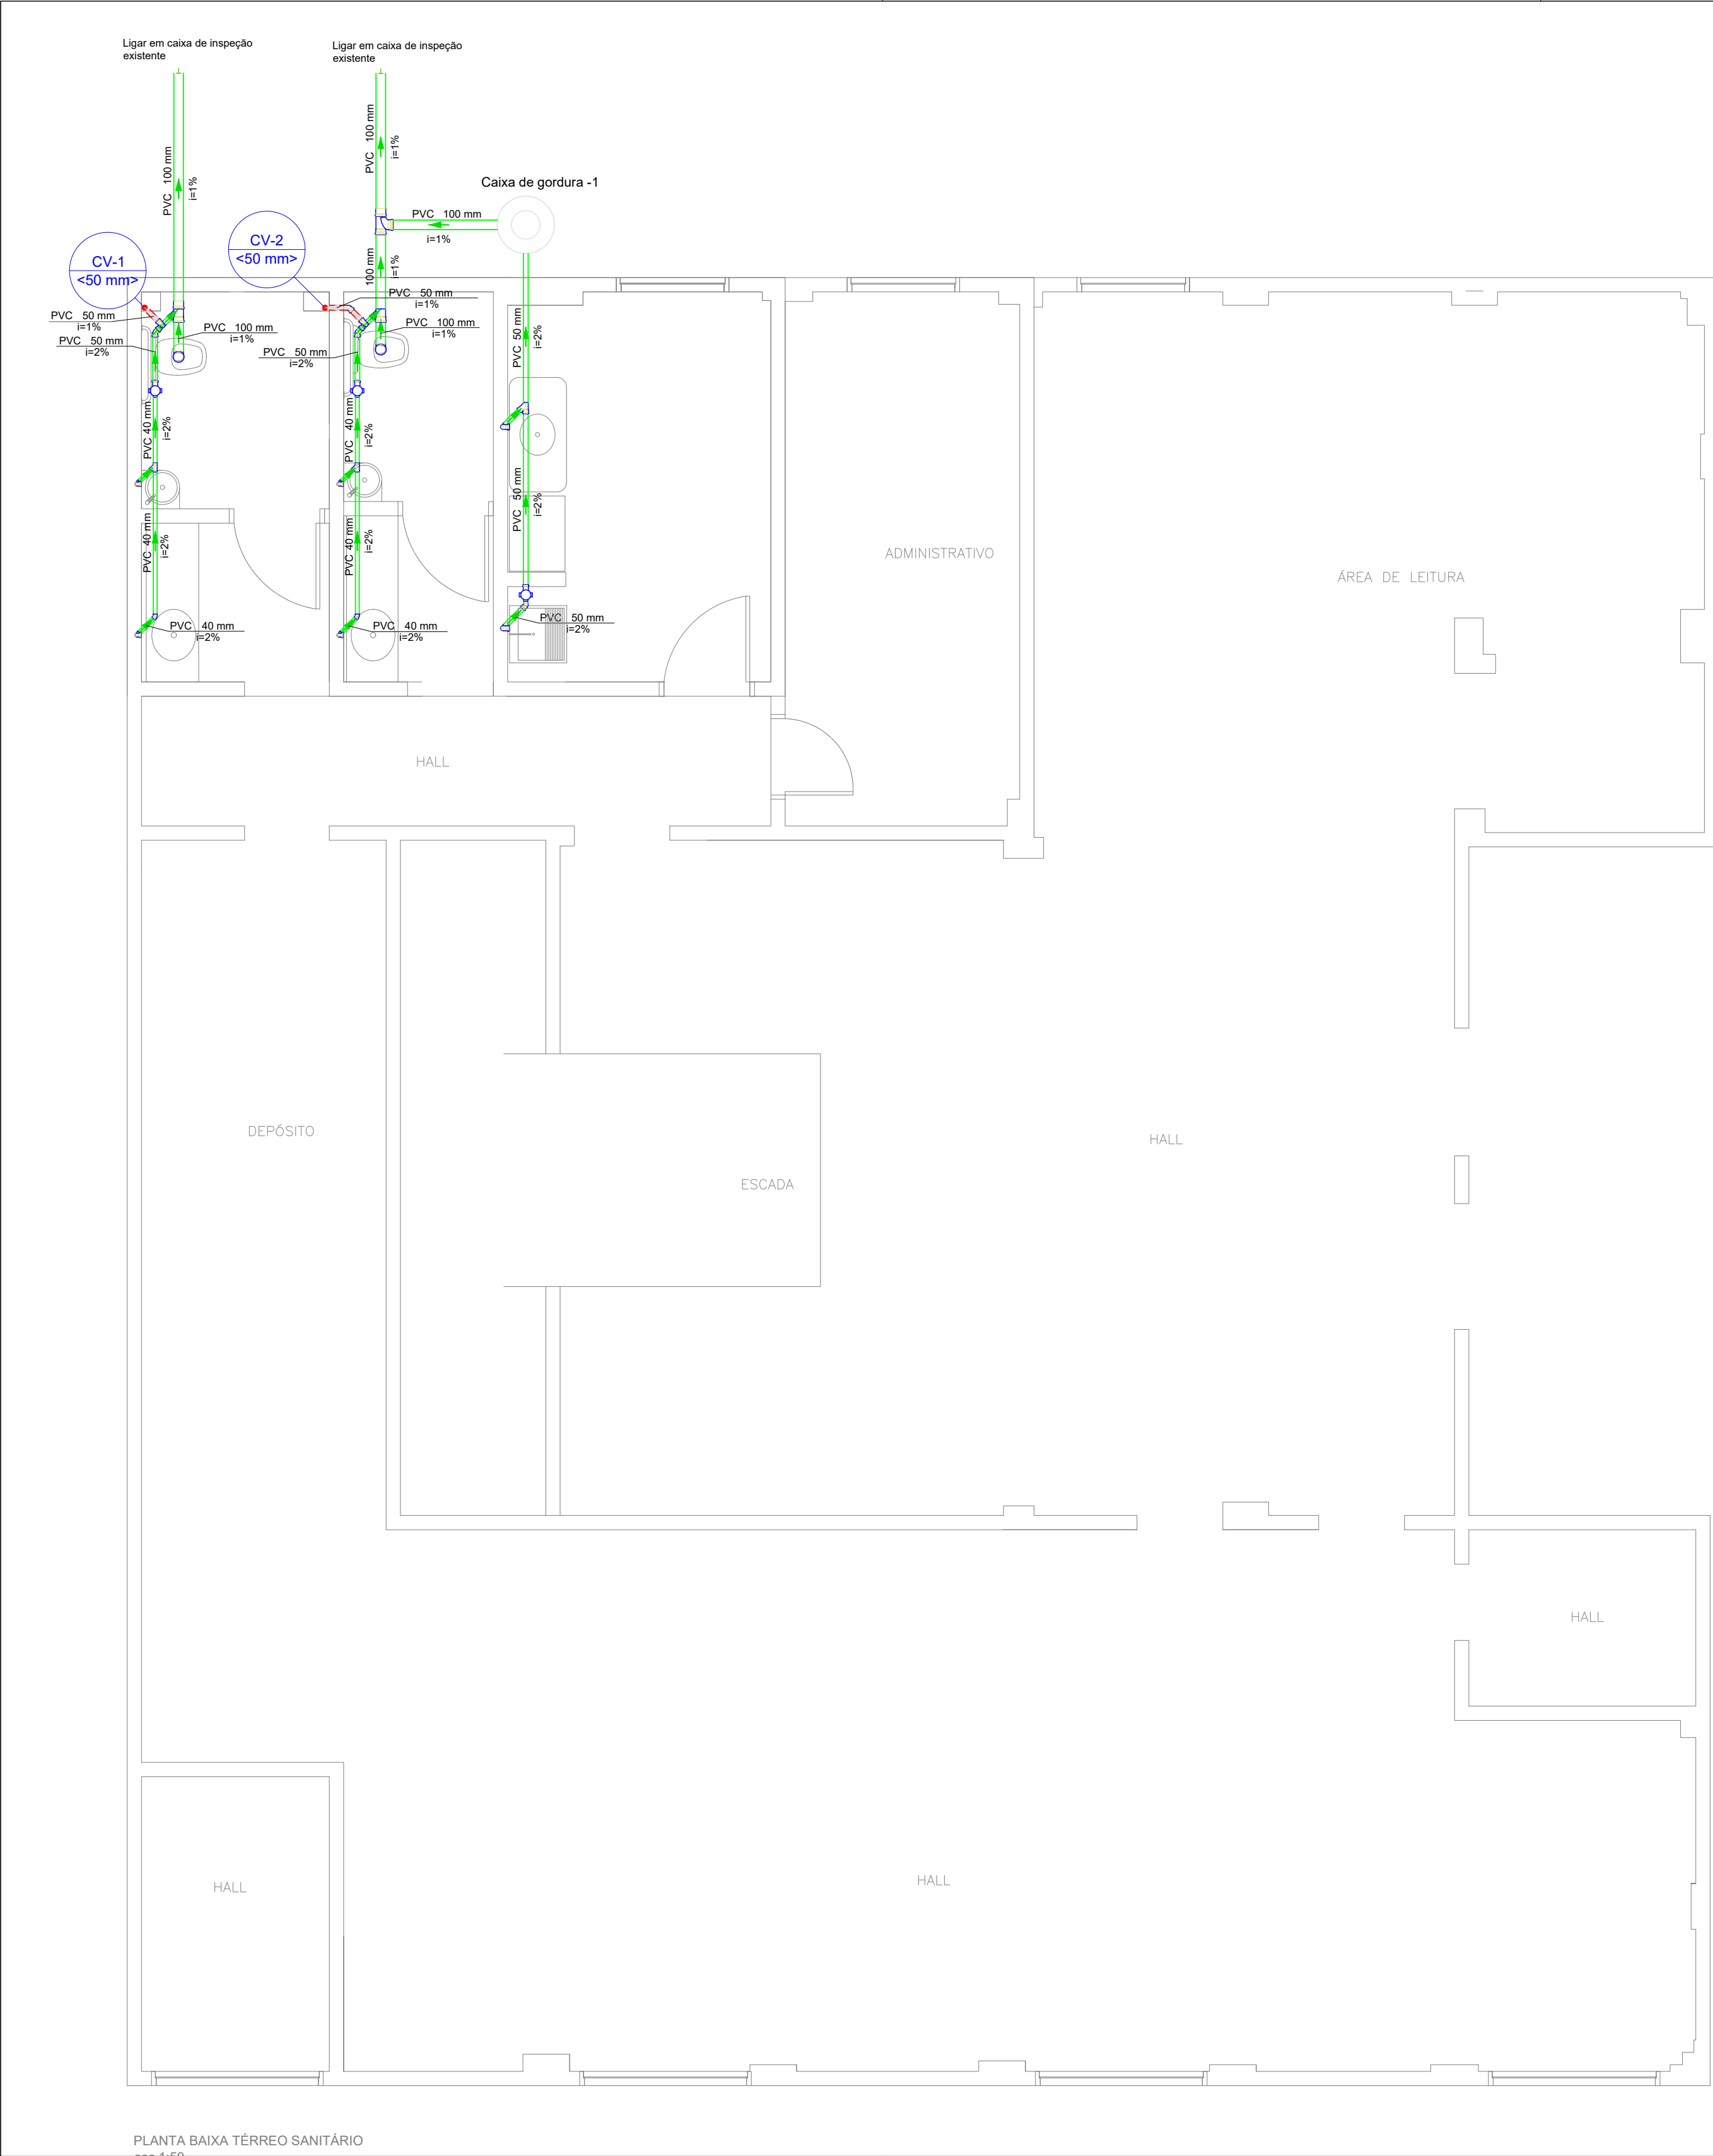 Ligar em caixa de inspeção
existente
Ligar em caixa de inspeção
existente
PVC 100 mm
i=1%
PVC 100 mm
i=1%
Caixa de gordura -1
PVC 100 mm
i=1%
CV-1
<50 mm>
CV-2
<50 mm>
100 mm
i=1%
PVC 50 mm
i=1%
PVC 50 mm
i=1%
PVC 100 mm
i=1%
PVC 100 mm
i=1%
PVC 50 mm
i=2%
PVC 50 mm
i=2%
PVC 50 mm
i=2%
PVC 40 mm
i=2%
PVC 40 mm
i=2%
PVC 50 mm
i=2%
PVC 40 mm
i=2%
PVC 40 mm
i=2%
PVC 40 mm
i=2%
PVC 40 mm
i=2%
PVC 50 mm
i=2%
ADMINISTRATIVO
ÁREA DE LEITURA
HALL
DEPÓSITO
HALL
ESCADA
HALL
HALL
HALL
PLANTA BAIXA TÉRREO SANITÁRIO